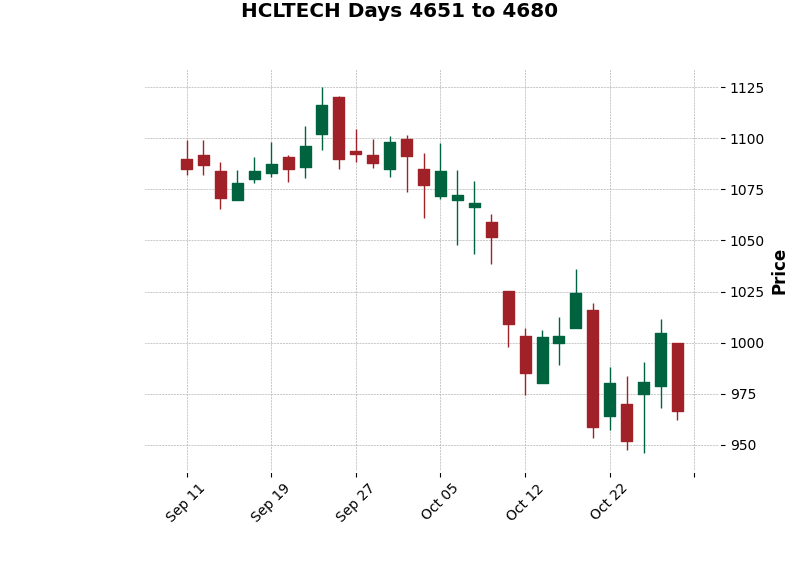 HCLTECH Days 4651 to 4680
1125
1100
1075
1050
1025
1000
975
950
Price
Sep 11
Sep 19
Sep 27
Oct 05
Oct 12
Oct 22